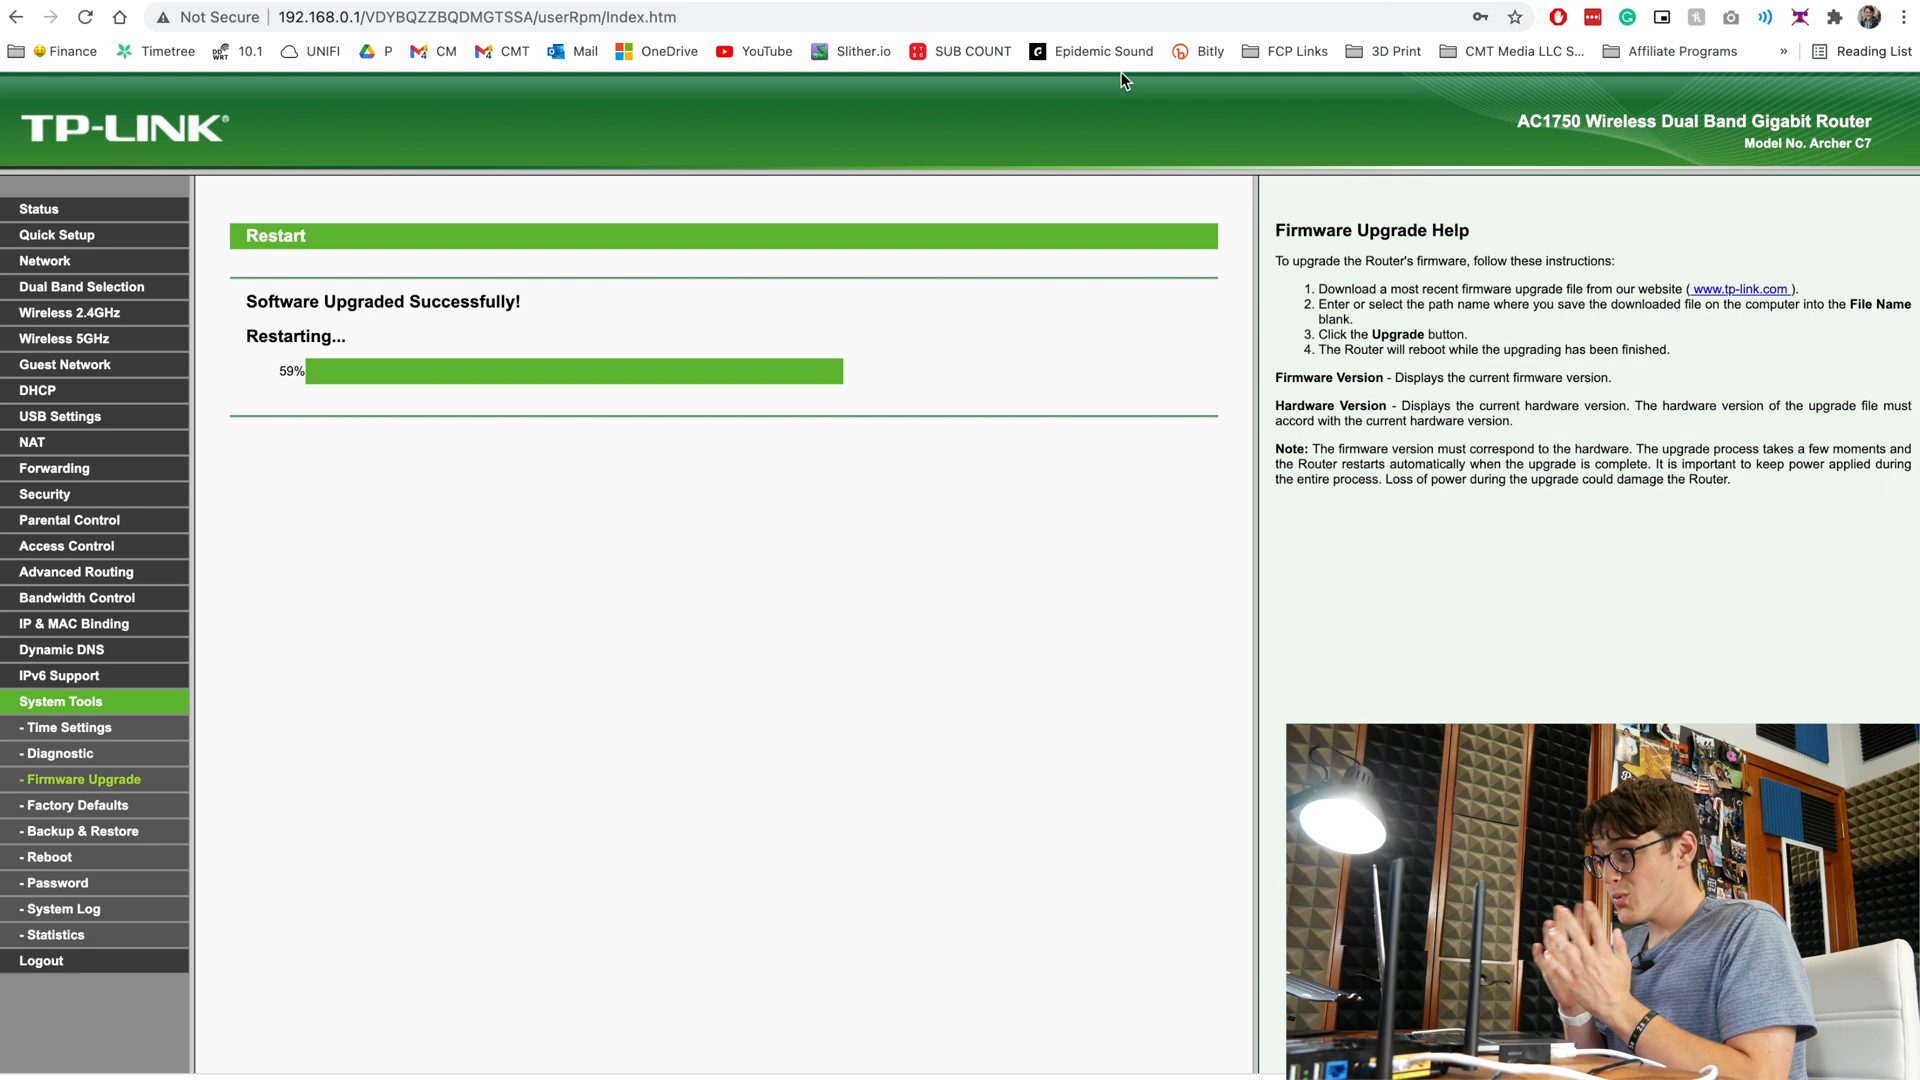 Not Secure
192.168.0.1/VDYBQZZBQDMGTSSA/userRpm/Index.htm
Finance
Timetree
DD WRT
10.1
UNIFI
P
CM
CMT
Mail
OneDrive
YouTube
Slither.io
SUB COUNT
Epidemic Sound
Bitly
FCP Links
3D Print
CMT Media LLC S...
Affiliate Programs
»
Reading List
TP-LINK®
AC1750 Wireless Dual Band Gigabit Router
Model No. Archer C7
Status
Quick Setup
Network
Dual Band Selection
Wireless 2.4GHz
Wireless 5GHz
Guest Network
DHCP
USB Settings
NAT
Forwarding
Security
Parental Control
Access Control
Advanced Routing
Bandwidth Control
IP & MAC Binding
Dynamic DNS
IPv6 Support
System Tools
- Time Settings
- Diagnostic
- Firmware Upgrade
- Factory Defaults
- Backup & Restore
- Reboot
- Password
- System Log
- Statistics
Logout
Restart
Software Upgraded Successfully!
Restarting...
59%
Firmware Upgrade Help
To upgrade the Router's firmware, follow these instructions:
1. Download a most recent firmware upgrade file from our website ( www.tp-link.com ).
2. Enter or select the path name where you save the downloaded file on the computer into the File Name
blank.
3. Click the Upgrade button.
4. The Router will reboot while the upgrading has been finished.
Firmware Version - Displays the current firmware version.
Hardware Version - Displays the current hardware version. The hardware version of the upgrade file must
accord with the current hardware version.
Note: The firmware version must correspond to the hardware. The upgrade process takes a few moments and
the Router restarts automatically when the upgrade is complete. It is important to keep power applied during
the entire process. Loss of power during the upgrade could damage the Router.